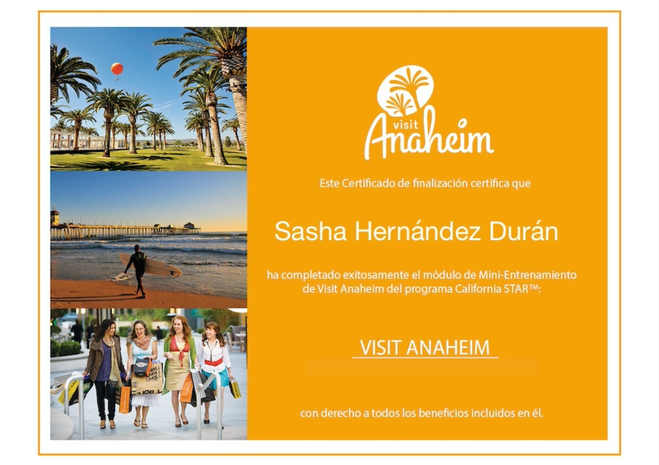 visit
Anaheim
Este Certificado de finalización certifica que
Sasha Hernández Durán
ha completado exitosamente el módulo de Mini-Entrenamiento
de Visit Anaheim del programa California STAR™:
VISIT ANAHEIM
con derecho a todos los beneficios incluidos en él.